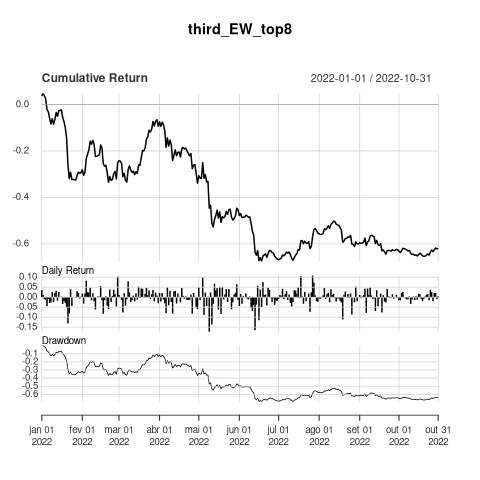 third_EW_top8
Cumulative Return 2022-01-01 / 2022-10-31
0.0
-0.2
-0.4
-0.6
Daily Return
0.10
0.05
0.00
-0.05
-0.10
-0.15
Drawdown
-0.1
-0.2
-0.3
-0.4
-0.5
-0.6
jan 01 fev 01 mar 01 abr 01 mai 01 jun 01 jul 01 ago 01 set 01 out 01 out 31
2022 2022 2022 2022 2022 2022 2022 2022 2022 2022 2022